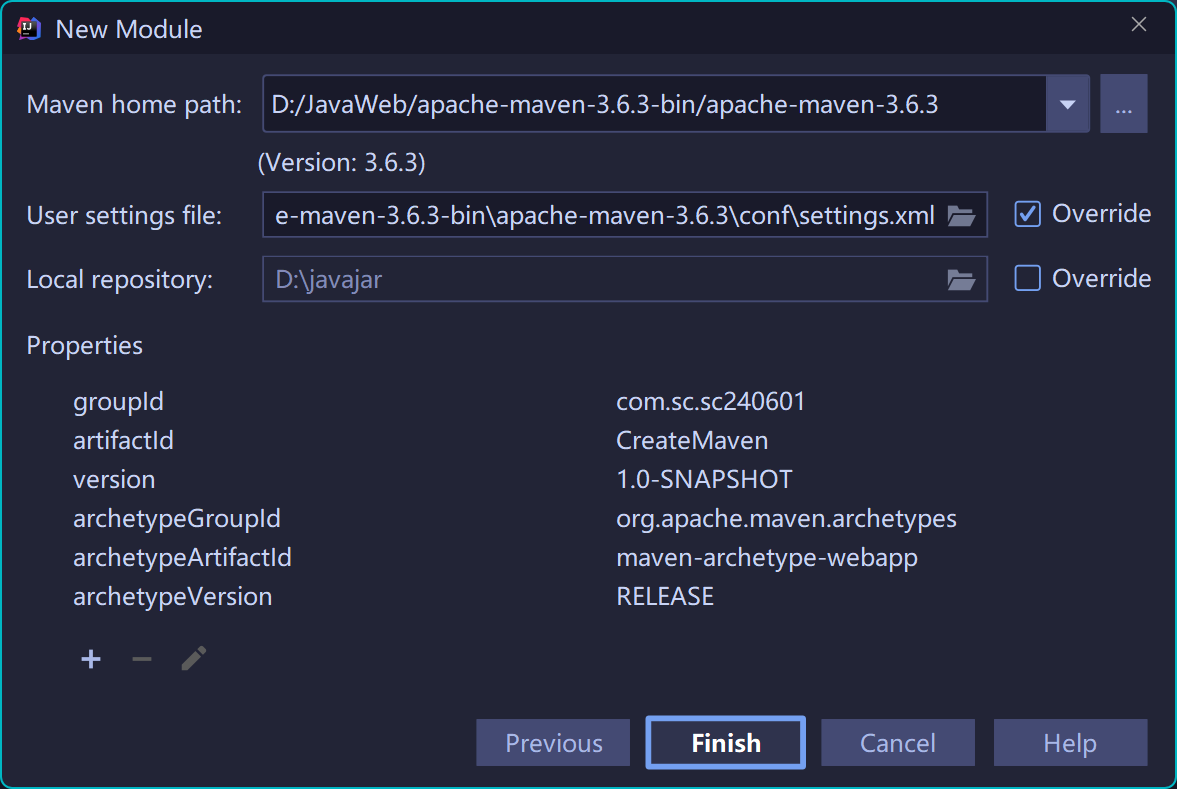 New Module
Maven home path: D:/JavaWeb/apache-maven-3.6.3-bin/apache-maven-3.6.3 ...
(Version: 3.6.3)
User settings file: e-maven-3.6.3-bin\apache-maven-3.6.3\conf\settings.xml Override
Local repository: D:\javajar Override
Properties
groupId com.sc.sc240601
artifactId CreateMaven
version 1.0-SNAPSHOT
archetypeGroupId org.apache.maven.archetypes
archetypeArtifactId maven-archetype-webapp
archetypeVersion RELEASE
Previous Finish Cancel Help